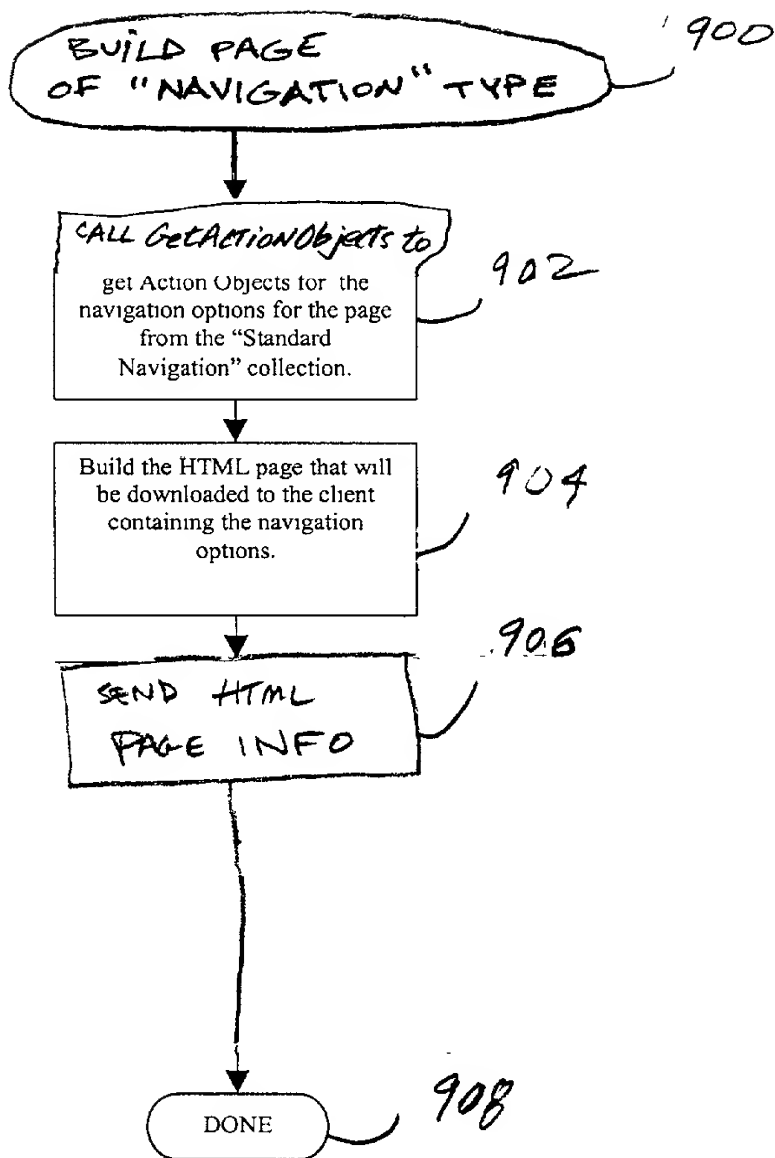 BUILD PAGE
OF "NAVIGATION" TYPE
900
CALL GetActionObjects to
get Action Objects for the
navigation options for the page
from the “Standard
Navigation” collection.
902
Build the HTML page that will
be downloaded to the client
containing the navigation
options.
904
SEND HTML
PAGE INFO
906
DONE
908